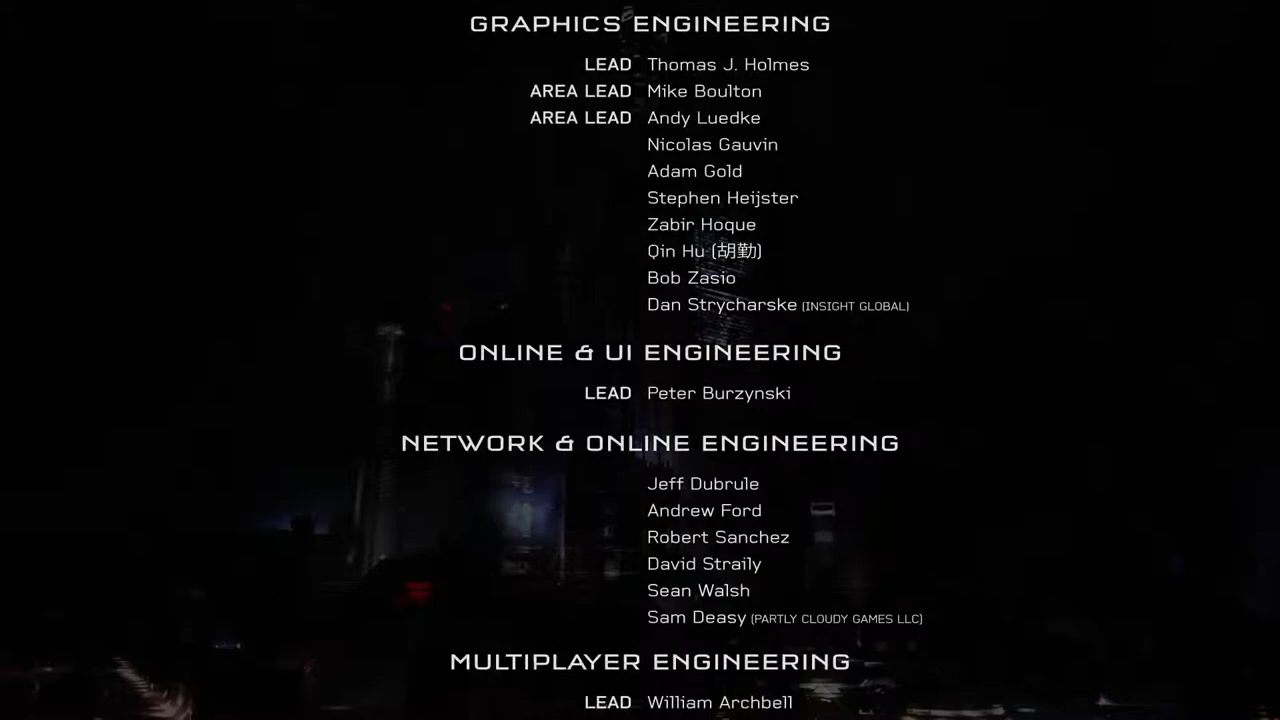 GRAPHICS ENGINEERING
LEAD Thomas J. Holmes
AREA LEAD Mike Boulton
AREA LEAD Andy Luedke
Nicolas Gauvin
Adam Gold
Stephen Heijster
Zabir Hoque
Qin Hu (胡勤)
Bob Zasio
Dan Strycharske (INSIGHT GLOBAL)
ONLINE & UI ENGINEERING
LEAD Peter Burzynski
NETWORK & ONLINE ENGINEERING
Jeff Dubrule
Andrew Ford
Robert Sanchez
David Straily
Sean Walsh
Sam Deasy (PARTLY CLOUDY GAMES LLC)
MULTIPLAYER ENGINEERING
LEAD William Archbell